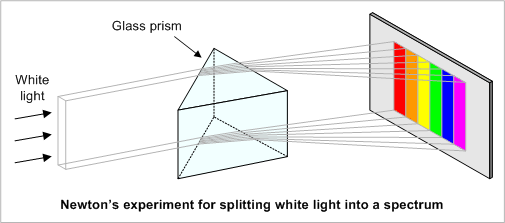 Glass prism
White
light
Newton's experiment for splitting white light into a spectrum